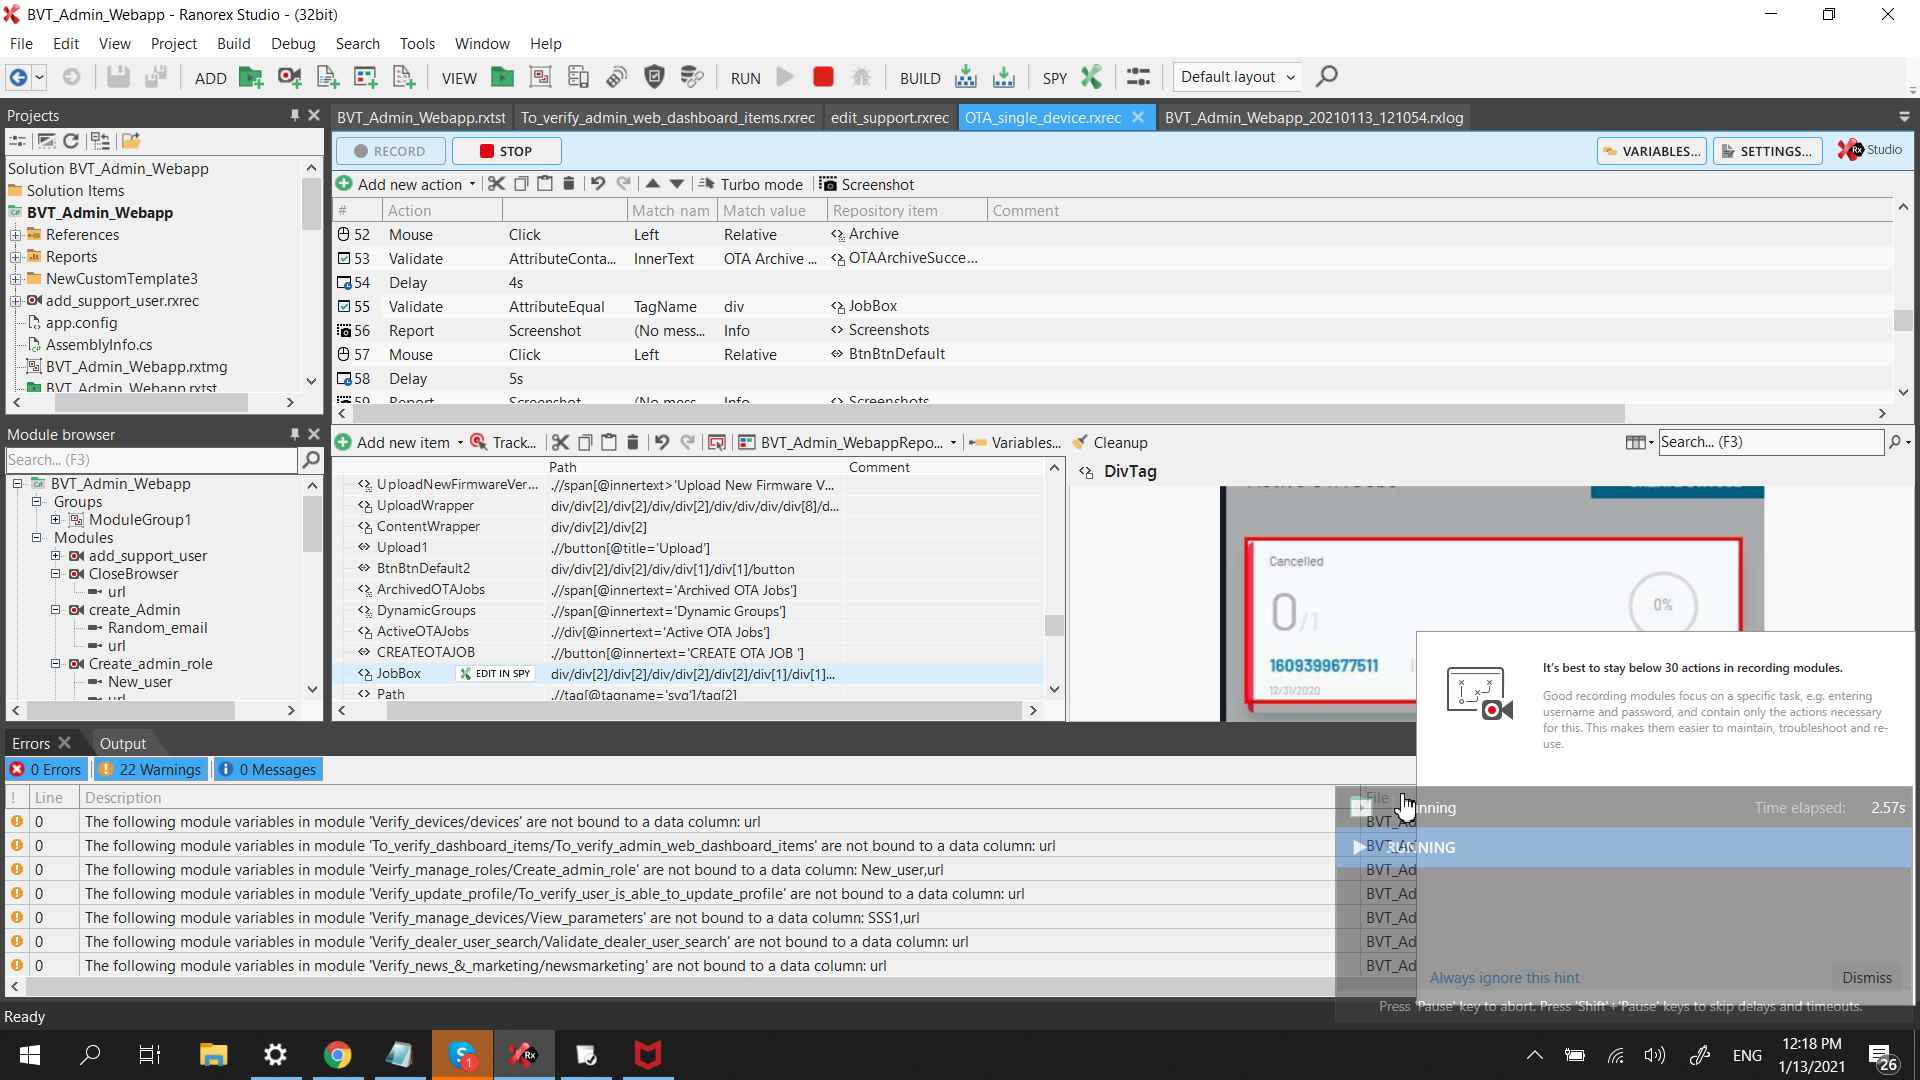 BVT_Admin_Webapp - Ranorex Studio - (32bit)
File Edit View Project Build Debug Search Tools Window Help
ADD VIEW RUN BUILD SPY Default layout
Projects
Solution BVT_Admin_Webapp
Solution Items
BVT_Admin_Webapp
References
Reports
NewCustomTemplate3
add_support_user.rxrec
app.config
AssemblyInfo.cs
BVT_Admin_Webapp.rxtmg
BVT_Admin_Webapp.rxtst
BVT_Admin_Webapp.rxtst To_verify_admin_web_dashboard_items.rxrec edit_support.rxrec OTA_single_device.rxrec BVT_Admin_Webapp_20210113_121054.rxlog
RECORD STOP VARIABLES... SETTINGS... Rx Studio
Add new action Turbo mode Screenshot
# Action Match nam Match value Repository item Comment
52 Mouse Click Left Relative Archive
53 Validate AttributeConta... InnerText OTA Archive ... OTAArchiveSucce...
54 Delay 4s
55 Validate AttributeEqual TagName div JobBox
56 Report Screenshot (No mess... Info Screenshots
57 Mouse Click Left Relative BtnBtnDefault
58 Delay 5s
59 Report Screenshot (No mess... Info Screenshots
Module browser
Search... (F3)
BVT_Admin_Webapp
Groups
ModuleGroup1
Modules
add_support_user
CloseBrowser
url
create_Admin
Random_email
url
Create_admin_role
New_user
url
Add new item Track... BVT_Admin_WebappRepo... Variables... Cleanup Search... (F3)
Path Comment
UploadNewFirmwareVer... .//span[@innertext>'Upload New Firmware V...
UploadWrapper div/div[2]/div[2]/div/div[2]/div/div/div/div[8]/d...
ContentWrapper div/div[2]/div[2]
Upload1 .//button[@title='Upload']
BtnBtnDefault2 div/div[2]/div[2]/div/div[1]/div[1]/button
ArchivedOTAJobs .//span[@innertext='Archived OTA Jobs']
DynamicGroups .//span[@innertext='Dynamic Groups']
ActiveOTAJobs .//div[@innertext='Active OTA Jobs']
CREATEOTAJOB .//button[@innertext='CREATE OTA JOB ']
JobBox EDIT IN SPY div/div[2]/div[2]/div/div[2]/div[2]/div[1]/div[1]...
Path .//tag[@tagname='svg']/tag[2]
DivTag
Cancelled
0/1
0%
1609399677511
12/31/2020
It's best to stay below 30 actions in recording modules.
Good recording modules focus on a specific task, e.g. entering
username and password, and contain only the actions necessary
for this. This makes them easier to maintain, troubleshoot and re-
use.
Always ignore this hint Dismiss
Errors Output
0 Errors 22 Warnings 0 Messages
! Line Description File
0 The following module variables in module 'Verify_devices/devices' are not bound to a data column: url BVT_Ad
0 The following module variables in module 'To_verify_dashboard_items/To_verify_admin_web_dashboard_items' are not bound to a data column: url BVT_Ad
0 The following module variables in module 'Veirfy_manage_roles/Create_admin_role' are not bound to a data column: New_user,url BVT_Ad
0 The following module variables in module 'Verify_update_profile/To_verify_user_is_able_to_update_profile' are not bound to a data column: url BVT_Ad
0 The following module variables in module 'Verify_manage_devices/View_parameters' are not bound to a data column: SSS1,url BVT_Ad
0 The following module variables in module 'Verify_dealer_user_search/Validate_dealer_user_search' are not bound to a data column: url BVT_Ad
0 The following module variables in module 'Verify_news_&_marketing/newsmarketing' are not bound to a data column: url BVT_Ad
Running Time elapsed: 2.57s
RUNNING
Press 'Pause' key to abort. Press 'Shift'+'Pause' keys to skip delays and timeouts.
Ready
1 Rx ENG 12:18 PM
1/13/2021 26